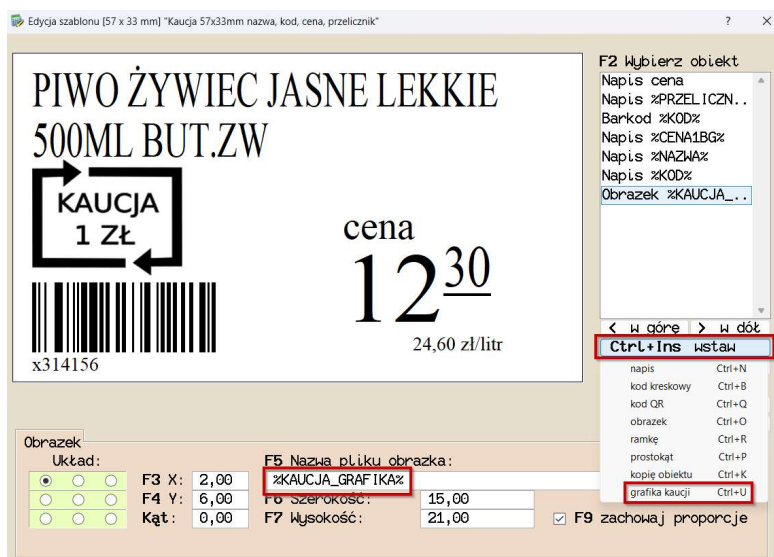 Edycja szablonu [57 x 33 mm] "Kaucja 57x33mm nazwa, kod, cena, przelicznik"
? ×
PIWO ŻYWIEC JASNE LEKKIE
500ML BUT.ZW
KAUCJA
1 ZŁ
cena
12 30
24,60 zł/litr
x314156
F2 Wybierz obiekt
Napis cena
Napis %PRZELICZN..
Barkod %KOD%
Napis %CENA1BG%
Napis %NAZWA%
Napis %KOD%
Obrazek %KAUCJA_..
< w górę > w dół
Ctrl+Ins wstaw
napis Ctrl+N
kod kreskowy Ctrl+B
kod QR Ctrl+Q
obrazek Ctrl+O
ramkę Ctrl+R
prostokąt Ctrl+P
kopię obiektu Ctrl+K
grafika kaucji Ctrl+U
Obrazek
Układ:
F3 X: 2,00
F4 Y: 6,00
Kąt: 0,00
F5 Nazwa pliku obrazka:
%KAUCJA_GRAFIKA%
F6 Szerokość: 15,00
F7 Wysokość: 21,00
F9 zachowaj proporcje